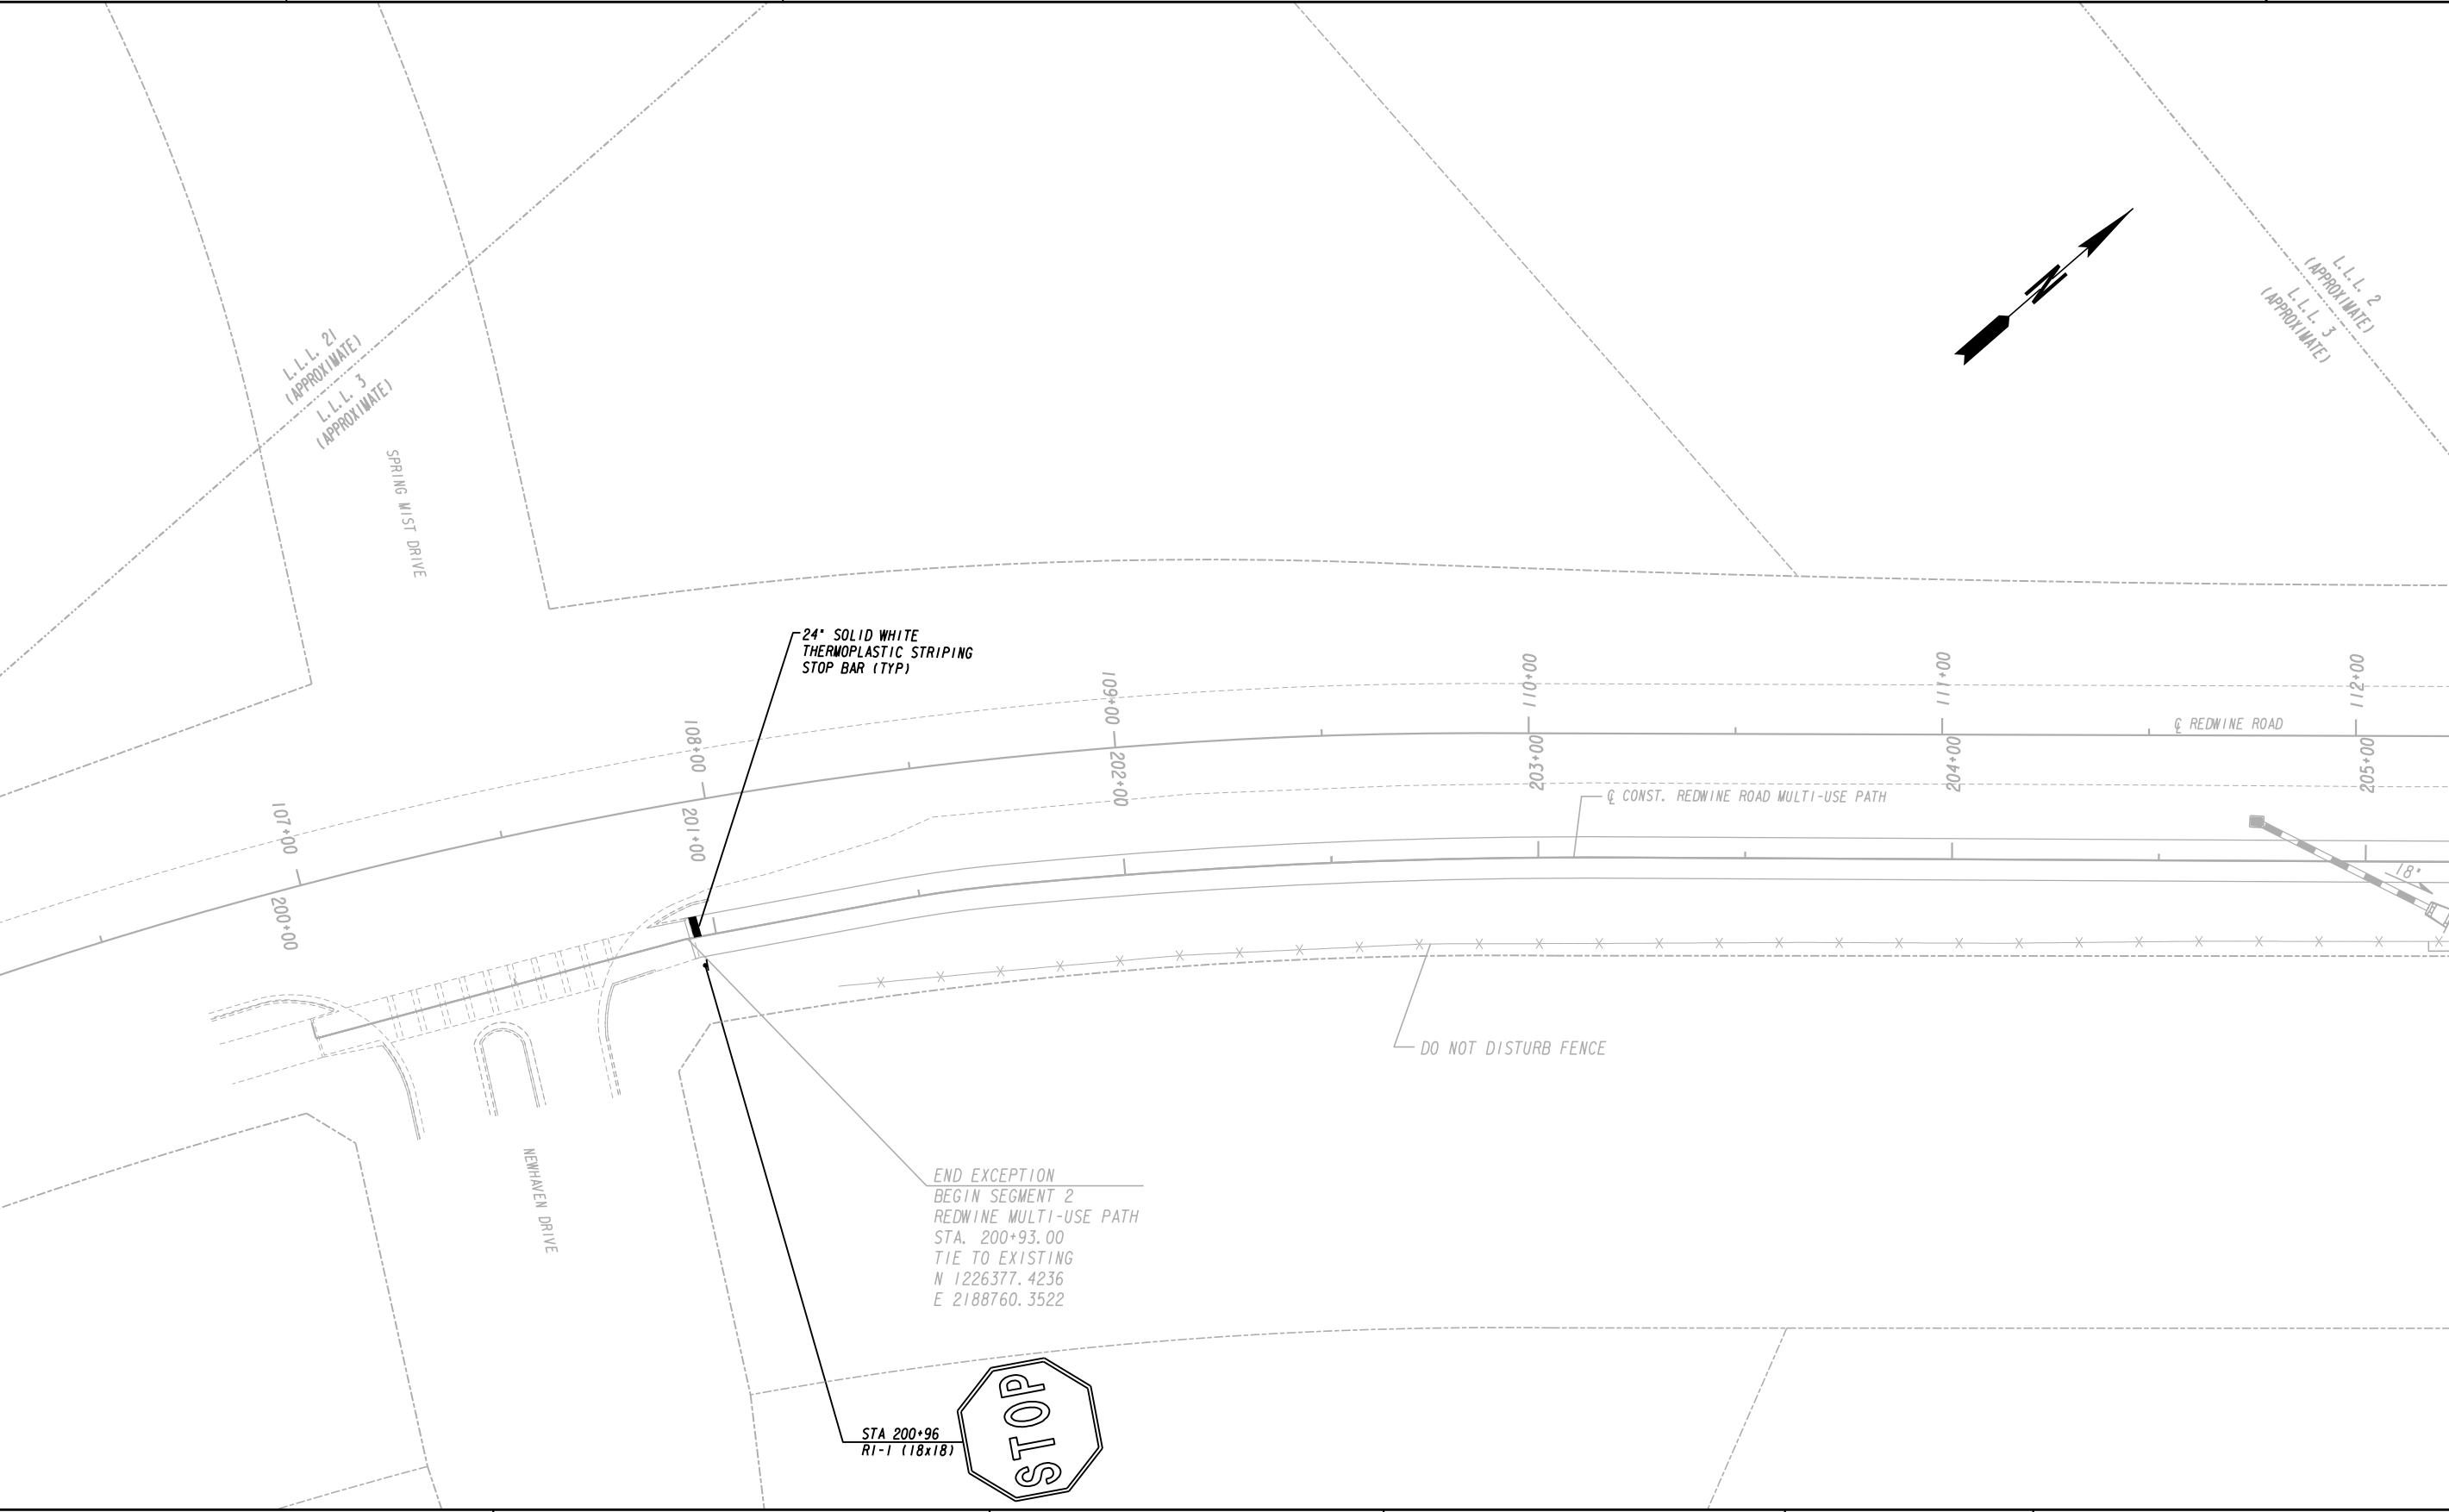 L.L.L. 21
(APPROXIMATE)
L.L.L. 3
(APPROXIMATE)
SPRING MIST DRIVE
N
L.L.L. 2
(APPROXIMATE)
L.L.L. 3
(APPROXIMATE)
24" SOLID WHITE
THERMOPLASTIC STRIPING
STOP BAR (TYP)
107+00
108+00
109+00
110+00
111+00
112+00
℄ REDWINE ROAD
200+00
201+00
202+00
203+00
204+00
205+00
℄ CONST. REDWINE ROAD MULTI-USE PATH
18"
DO NOT DISTURB FENCE
NEWHAVEN DRIVE
END EXCEPTION
BEGIN SEGMENT 2
REDWINE MULTI-USE PATH
STA. 200+93.00
TIE TO EXISTING
N 1226377.4236
E 2188760.3522
STA 200+96
R1-1 (18x18)
STOP